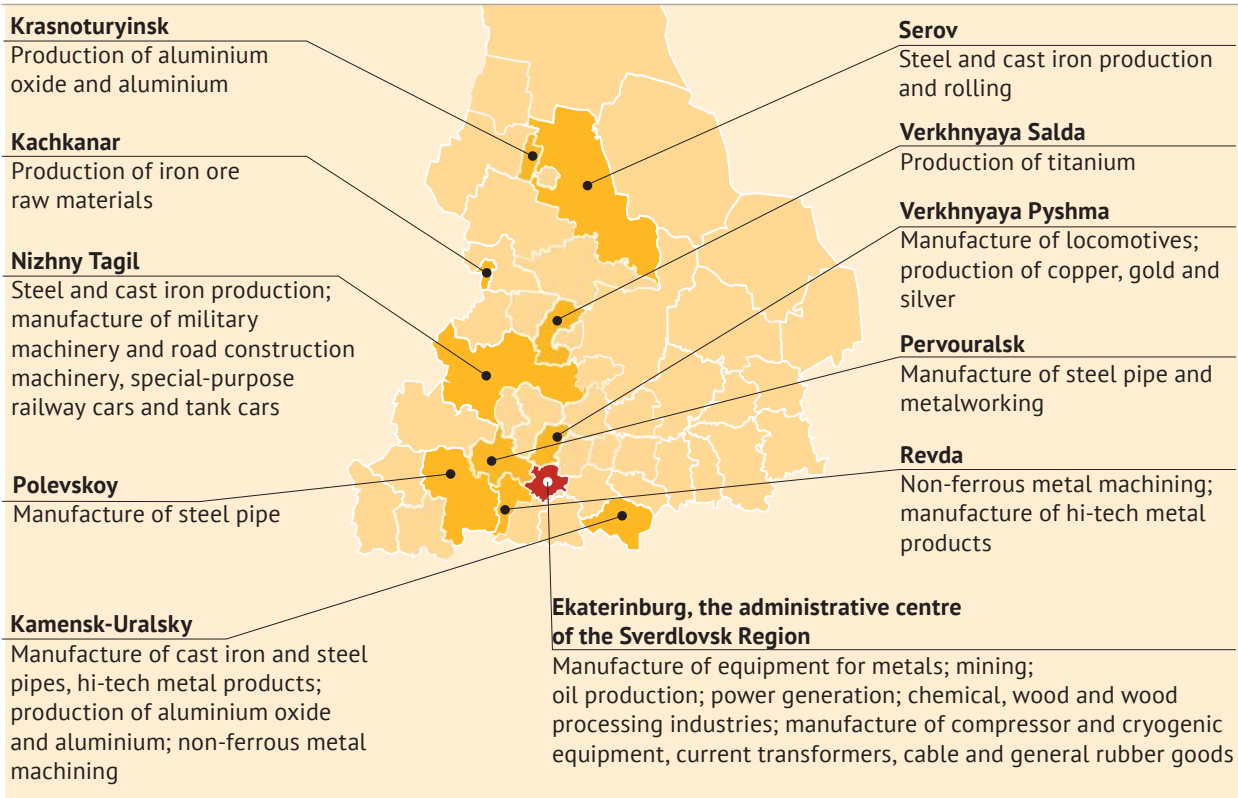 Krasnoturyinsk
Production of aluminium
oxide and aluminium
Kachkanar
Production of iron ore
raw materials
Nizhny Tagil
Steel and cast iron production;
manufacture of military
machinery and road construction
machinery, special-purpose
railway cars and tank cars
Polevskoy
Manufacture of steel pipe
Kamensk-Uralsky
Manufacture of cast iron and steel
pipes, hi-tech metal products;
production of aluminium oxide
and aluminium; non-ferrous metal
machining
Serov
Steel and cast iron production
and rolling
Verkhnyaya Salda
Production of titanium
Verkhnyaya Pyshma
Manufacture of locomotives;
production of copper, gold and
silver
Pervouralsk
Manufacture of steel pipe and
metalworking
Revda
Non-ferrous metal machining;
manufacture of hi-tech metal
products
Ekaterinburg, the administrative centre
of the Sverdlovsk Region
Manufacture of equipment for metals; mining;
oil production; power generation; chemical, wood and wood
processing industries; manufacture of compressor and cryogenic
equipment, current transformers, cable and general rubber goods